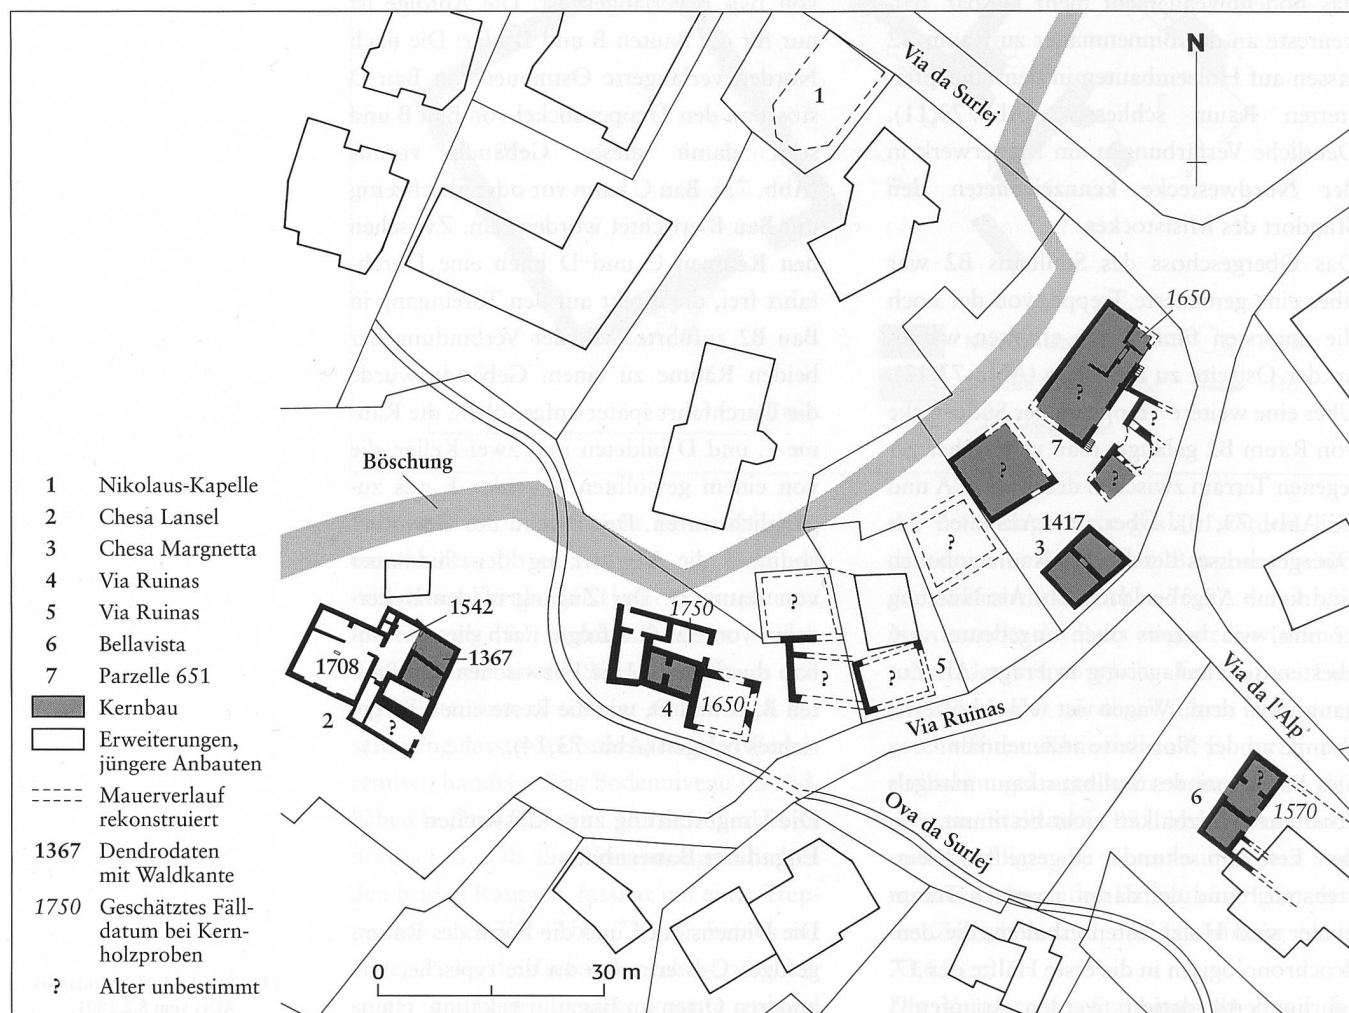 N
Via da Surlej
1
1650
?
7
?
?
?
1417
3
?
Böschung
1 Nikolaus-Kapelle
2 Chesa Lansel
3 Chesa Margnetta
4 Via Ruinas
5 Via Ruinas
6 Bellavista
7 Parzelle 651
Kernbau
Erweiterungen,
jüngere Anbauten
Mauerverlauf
rekonstruiert
1367 Dendrodaten
mit Waldkante
1750 Geschätztes Fäll-
datum bei Kern-
holzproben
? Alter unbestimmt
1542
1367
1708
2
?
1750
1650
4
?
?
?
5
Via Ruinas
Via da l'Alp
Ova da Surlej
6
?
1570
0 30 m